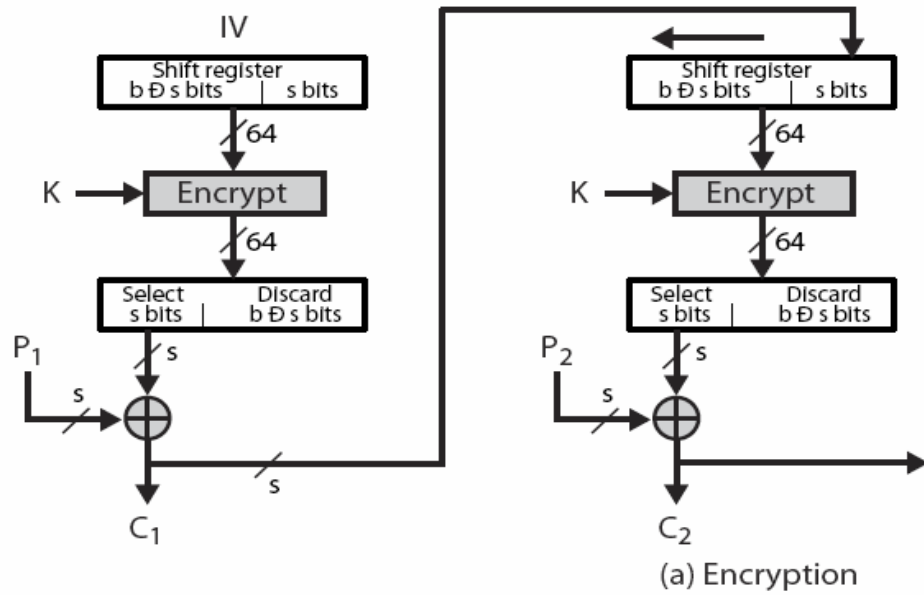 IV
Shift register
b Đ s bits | s bits
64
K
Encrypt
64
Select Discard
s bits | b Đ s bits
P1
s
s
s
C1
Shift register
b Đ s bits | s bits
64
K
Encrypt
64
Select Discard
s bits | b Đ s bits
P2
s
s
C2
(a) Encryption